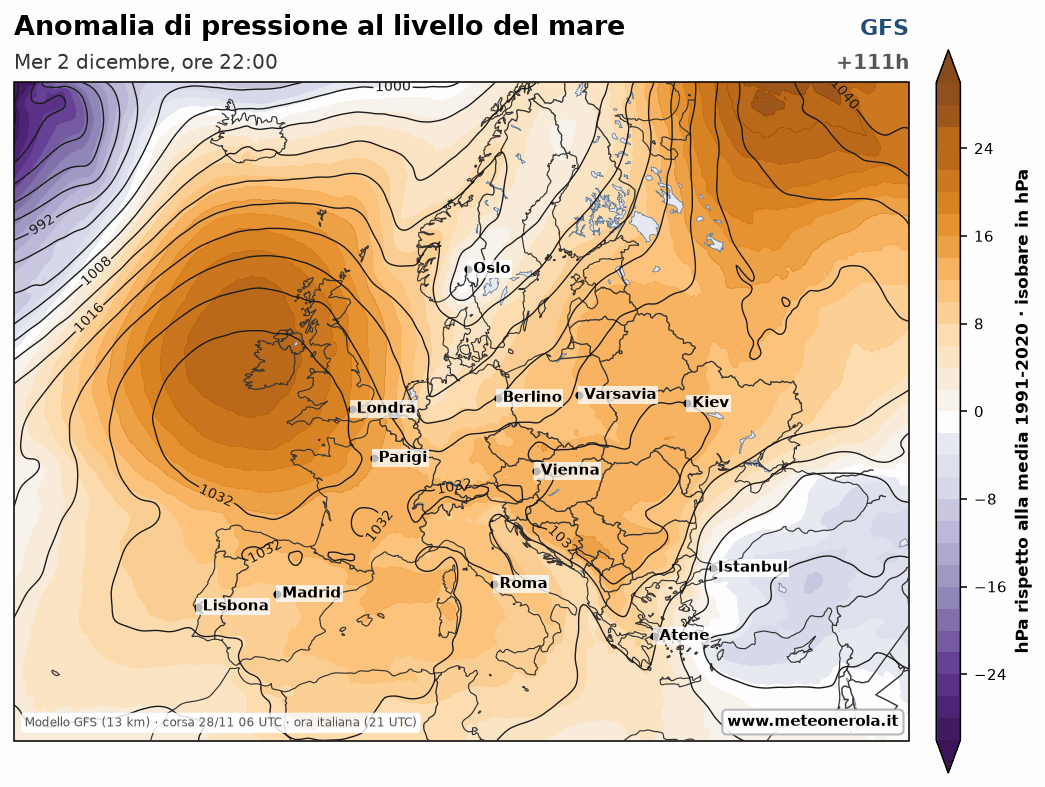 Anomalia di pressione al livello del mare
GFS
Mer 2 dicembre, ore 22:00
+111h
1000
1040
992
1008
1016
Oslo
Londra
Berlino
Varsavia
Kiev
Parigi
Vienna
1032
1032
1032
1032
1032
Istanbul
Roma
Madrid
Lisbona
Atene
Modello GFS (13 km) · corsa 28/11 06 UTC · ora italiana (21 UTC)
www.meteonerola.it
24
16
8
0
−8
−16
−24
hPa rispetto alla media 1991-2020 · isobare in hPa